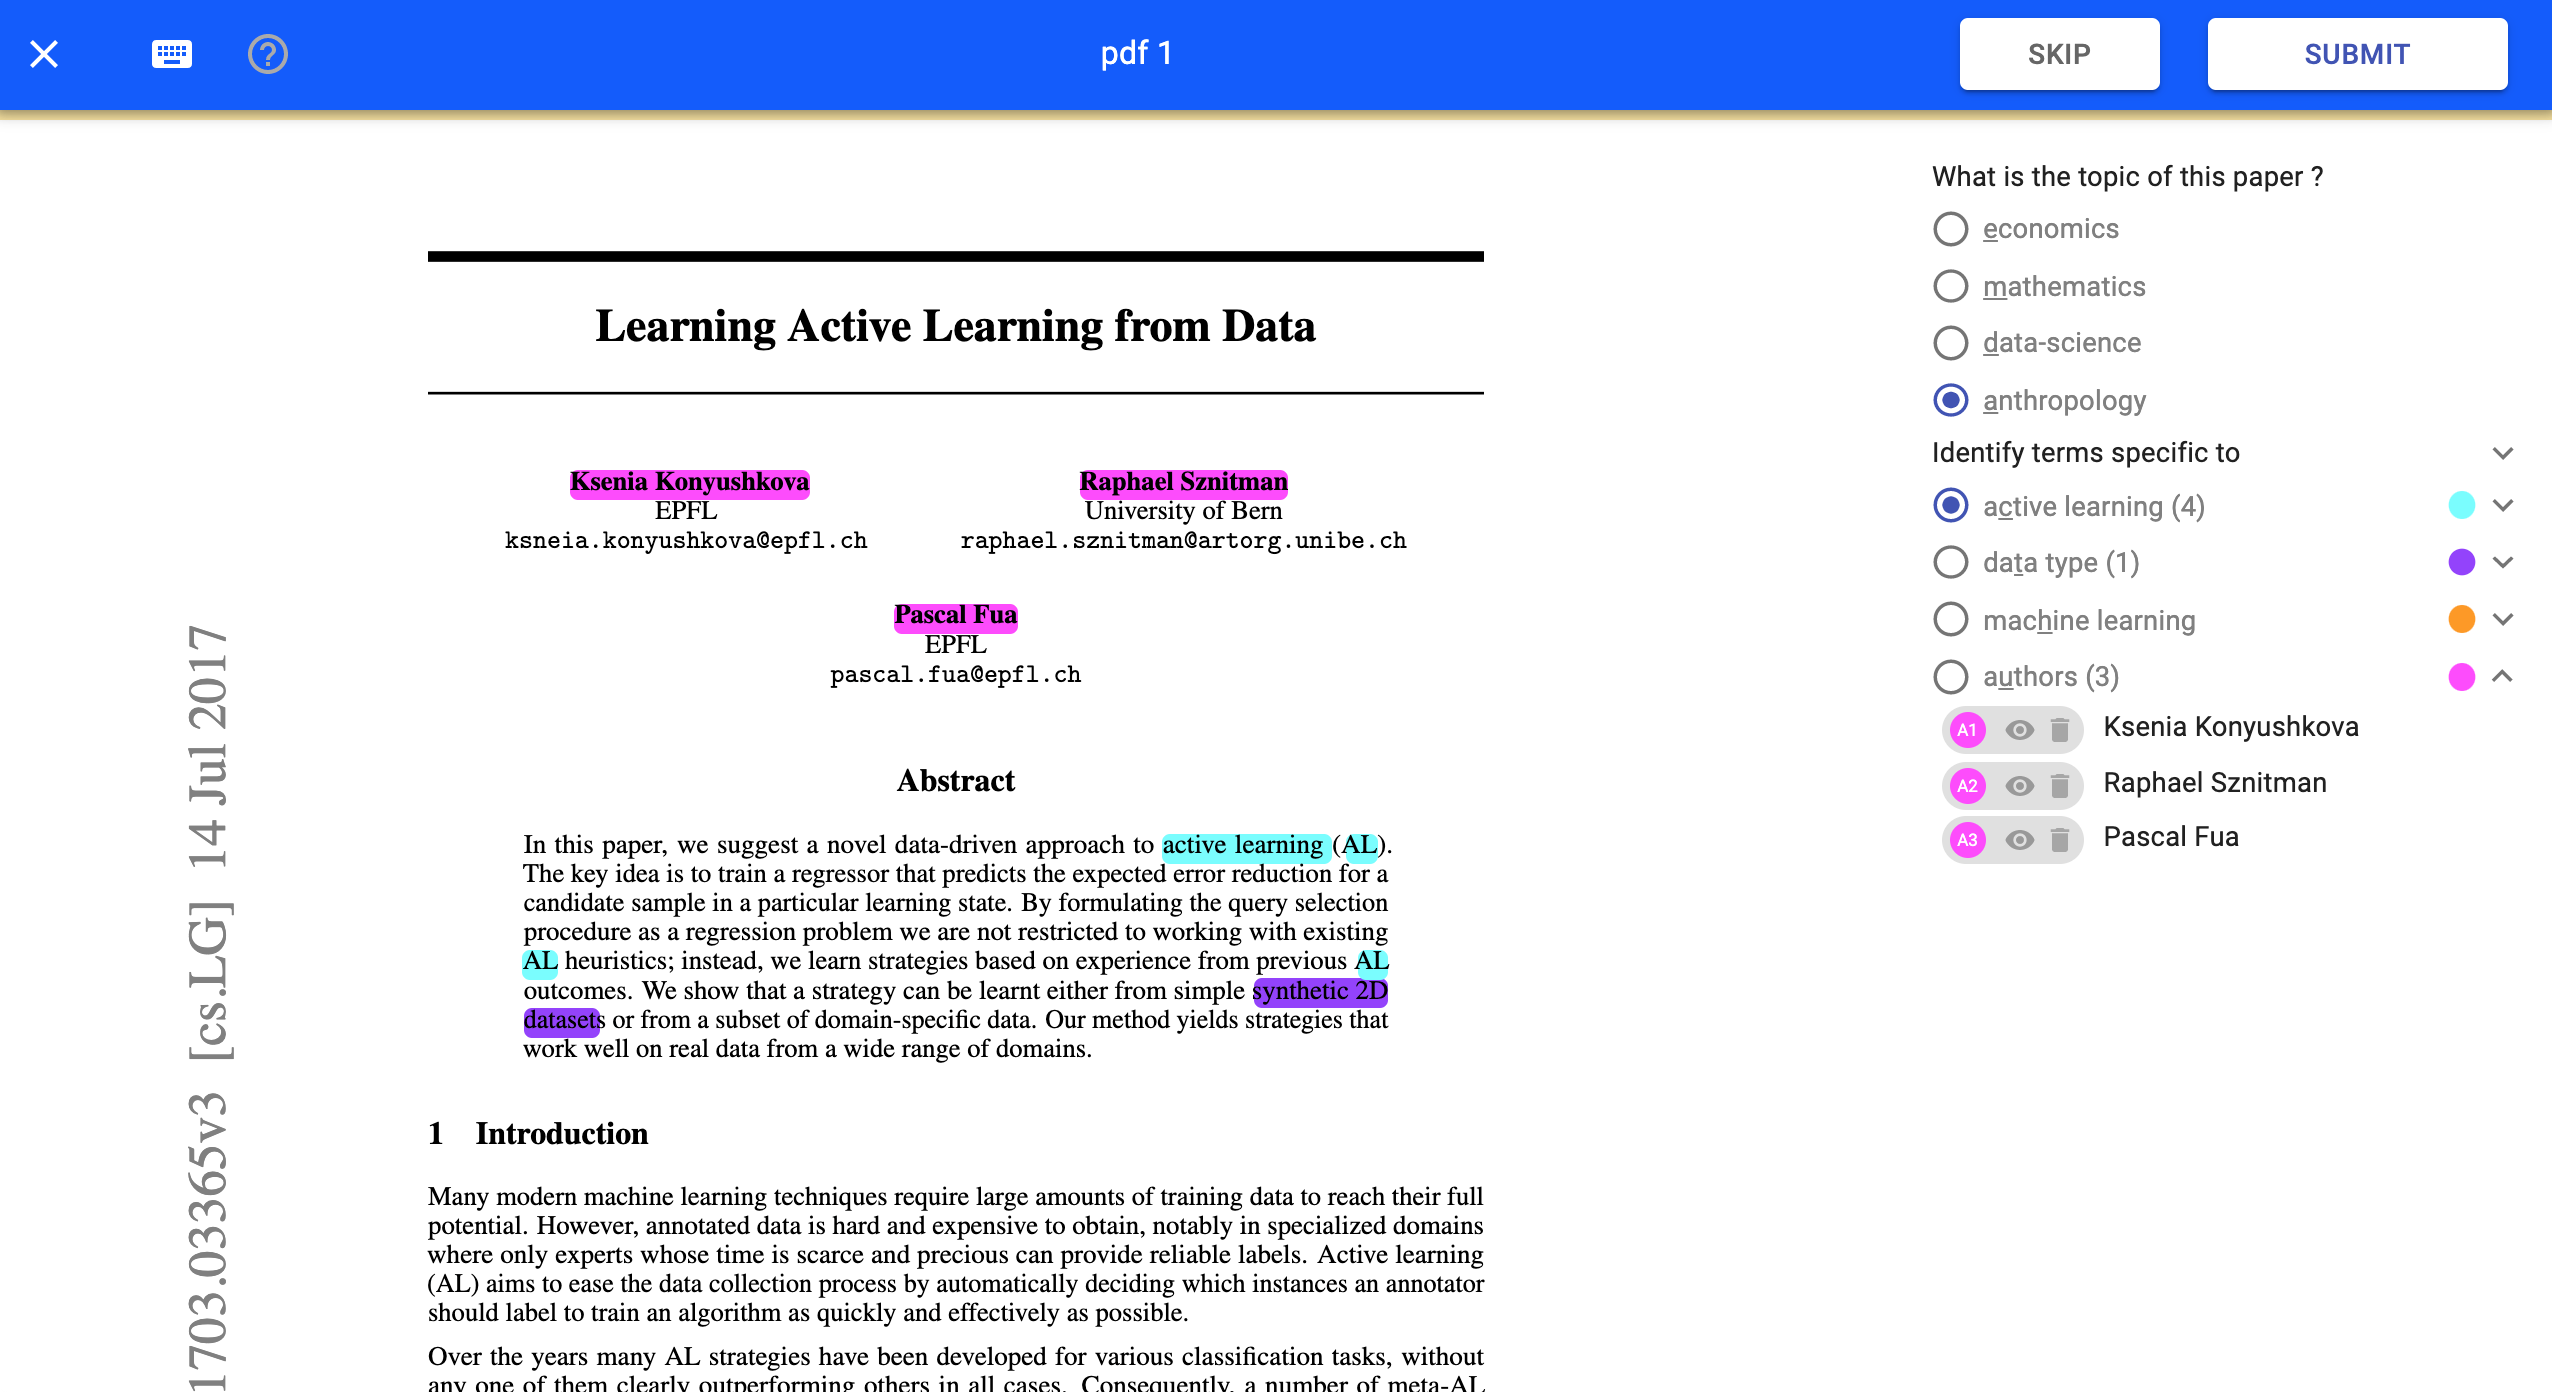 pdf 1
SKIP
SUBMIT
Learning Active Learning from Data
Ksenia Konyushkova
EPFL
ksneia.konyushkova@epfl.ch
Raphael Sznitman
University of Bern
raphael.sznitman@artorg.unibe.ch
Pascal Fua
EPFL
pascal.fua@epfl.ch
Abstract
In this paper, we suggest a novel data-driven approach to active learning (AL).
The key idea is to train a regressor that predicts the expected error reduction for a
candidate sample in a particular learning state. By formulating the query selection
procedure as a regression problem we are not restricted to working with existing
AL heuristics; instead, we learn strategies based on experience from previous AL
outcomes. We show that a strategy can be learnt either from simple synthetic 2D
datasets or from a subset of domain-specific data. Our method yields strategies that
work well on real data from a wide range of domains.
1 Introduction
Many modern machine learning techniques require large amounts of training data to reach their full
potential. However, annotated data is hard and expensive to obtain, notably in specialized domains
where only experts whose time is scarce and precious can provide reliable labels. Active learning
(AL) aims to ease the data collection process by automatically deciding which instances an annotator
should label to train an algorithm as quickly and effectively as possible.
Over the years many AL strategies have been developed for various classification tasks, without
any one of them clearly outperforming others in all cases. Consequently, a number of meta-AL
1703.03365v3 [cs.LG] 14 Jul 2017
What is the topic of this paper ?
economics
mathematics
data-science
anthropology
Identify terms specific to
active learning (4)
data type (1)
machine learning
authors (3)
A1 Ksenia Konyushkova
A2 Raphael Sznitman
A3 Pascal Fua